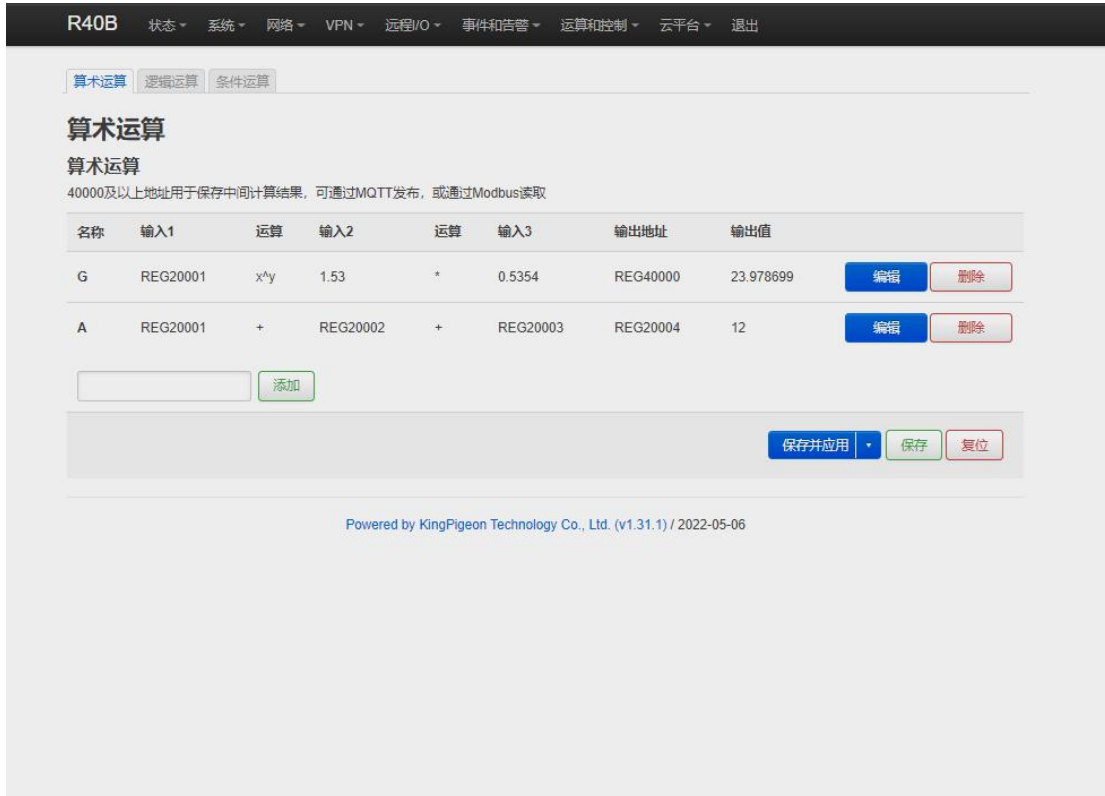 R40B 状态 系统 网络 VPN 远程I/O 事件和告警 运算和控制 云平台 退出
算术运算 逻辑运算 条件运算
算术运算
算术运算
40000及以上地址用于保存中间计算结果，可通过MQTT发布，或通过Modbus读取
名称 输入1 运算 输入2 运算 输入3 输出地址 输出值
G REG20001 x^y 1.53 * 0.5354 REG40000 23.978699 编辑 删除
A REG20001 + REG20002 + REG20003 REG20004 12 编辑 删除
添加
保存并应用 保存 复位
Powered by KingPigeon Technology Co., Ltd. (v1.31.1) / 2022-05-06